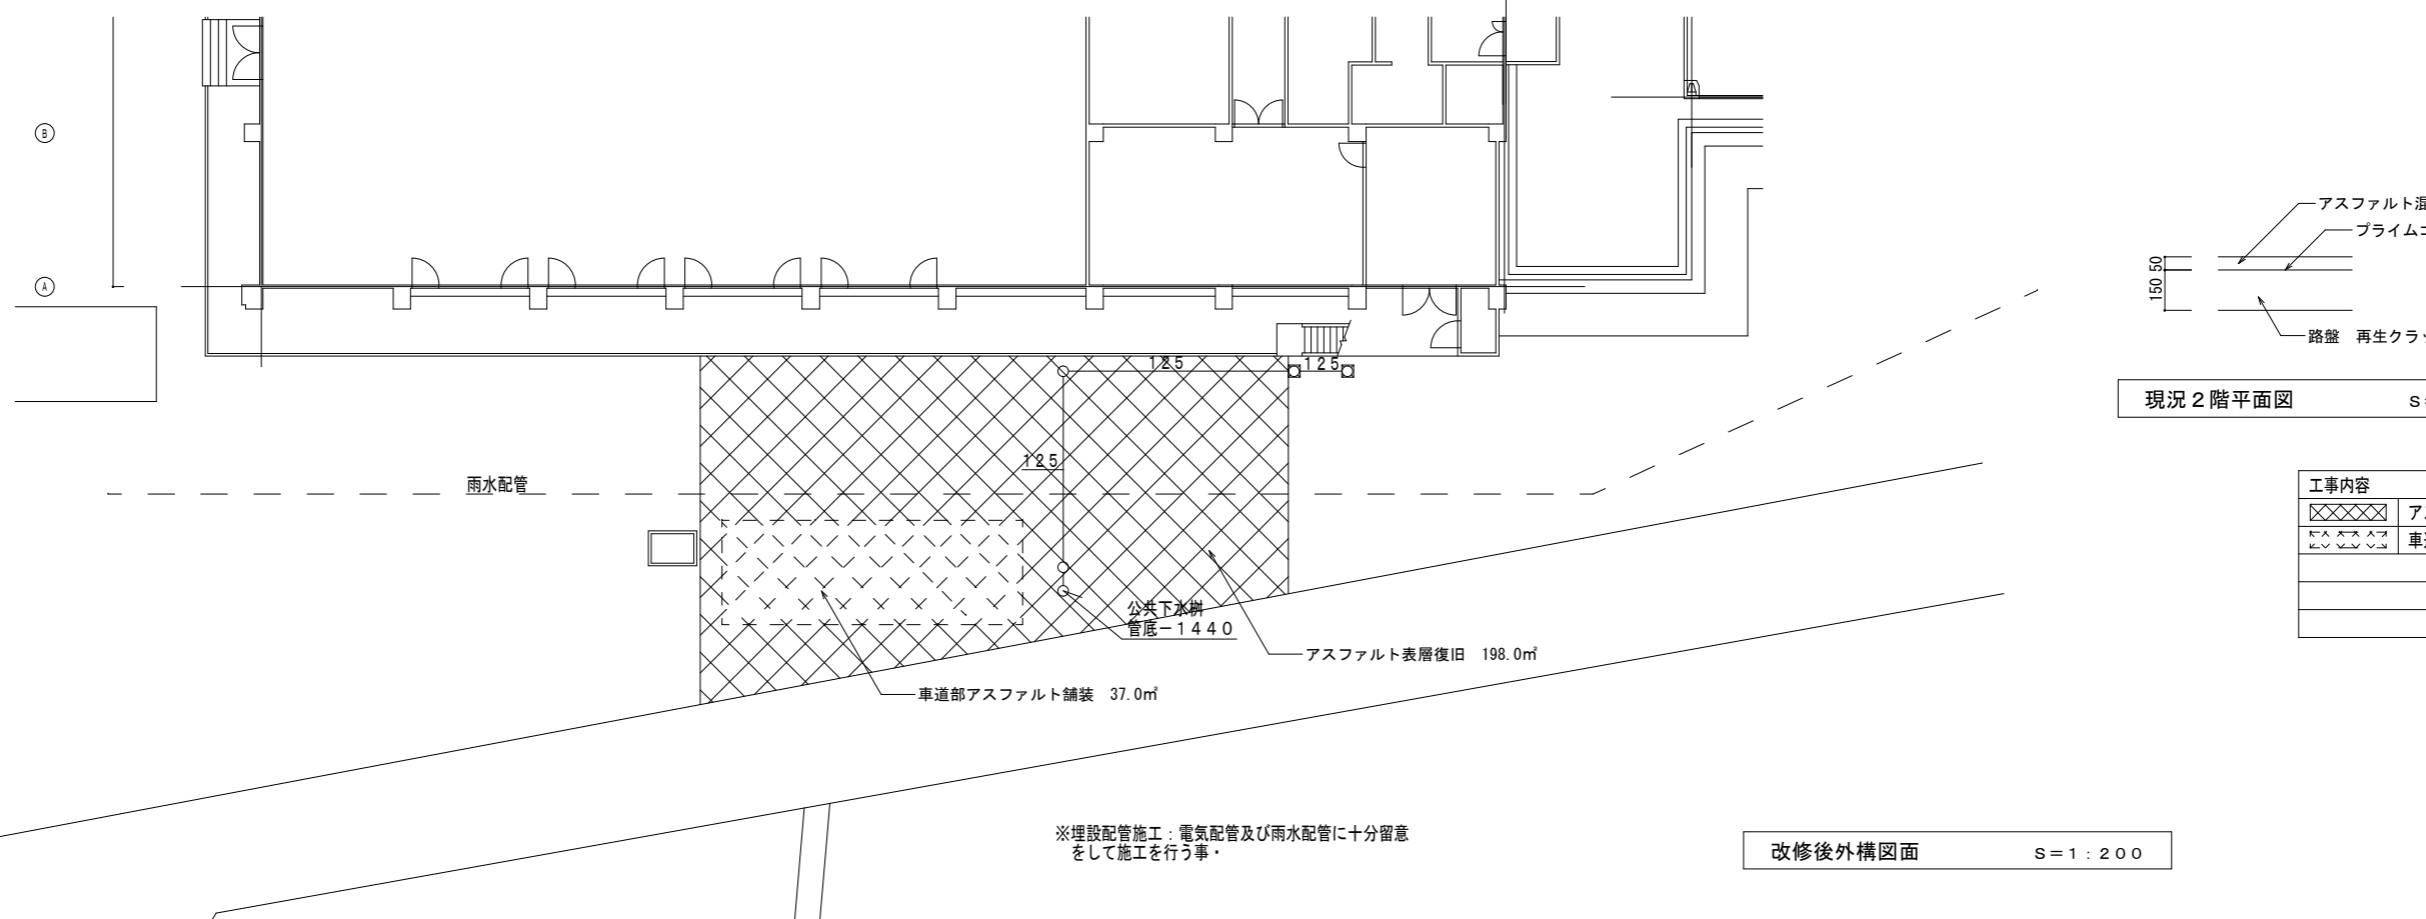 B
A
雨水配管
125
125
125
公共下水桝
管底－1440
アスファルト表層復旧 198.0㎡
車道部アスファルト舗装 37.0㎡
※埋設配管施工：電気配管及び雨水配管に十分留意
をして施工を行う事・
改修後外構図面 S＝1：200
アスファルト混
プライムコ
50
150
路盤 再生クラッ
現況２階平面図 S＝
工事内容
アス
車道